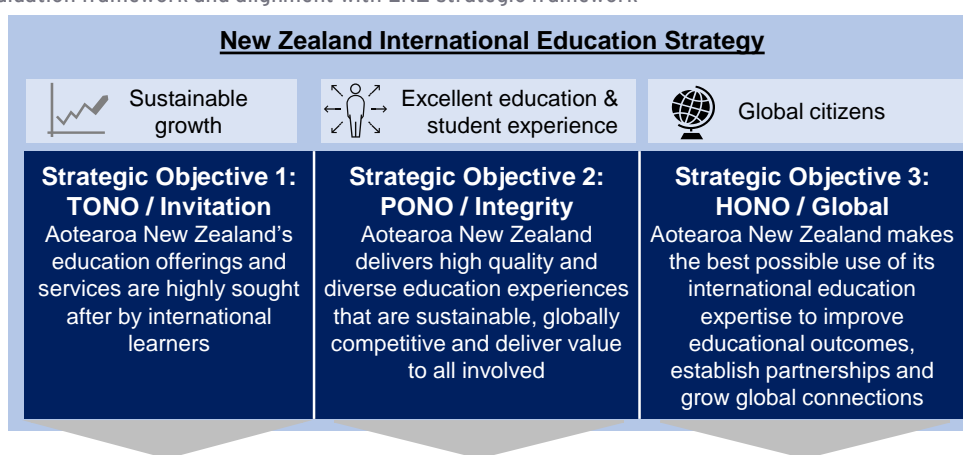 New Zealand International Education Strategy
Sustainable
growth
Excellent education &
student experience
Global citizens
Strategic Objective 1:
TONO / Invitation
Aotearoa New Zealand's
education offerings and
services are highly sought
after by international
learners
Strategic Objective 2:
PONO / Integrity
Aotearoa New Zealand
delivers high quality and
diverse education experiences
that are sustainable, globally
competitive and deliver value
to all involved
Strategic Objective 3:
HONO / Global
Aotearoa New Zealand makes
the best possible use of its
international education
expertise to improve
educational outcomes,
establish partnerships and
grow global connections